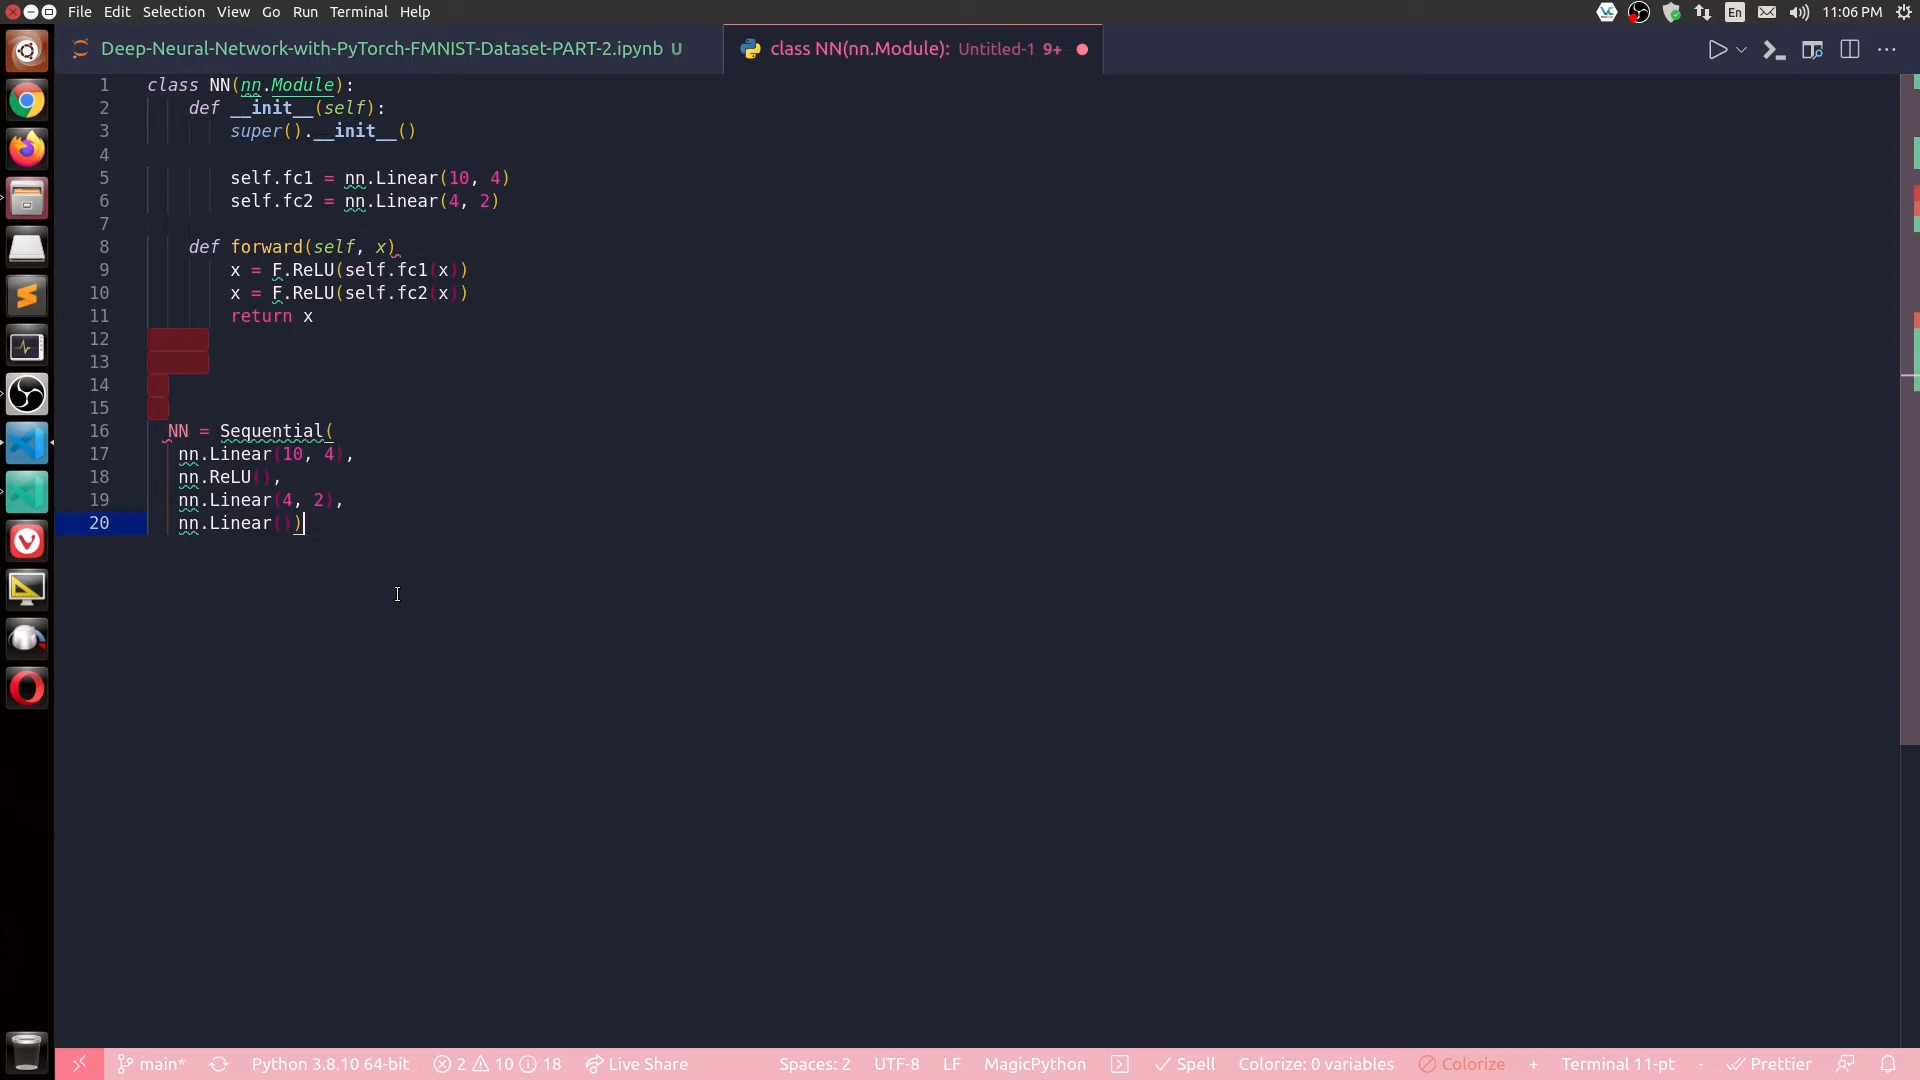 File Edit Selection View Go Run Terminal Help En 11:06 PM
Deep-Neural-Network-with-PyTorch-FMNIST-Dataset-PART-2.ipynb U class NN(nn.Module): Untitled-1 9+
1 class NN(nn.Module):
2 def __init__(self):
3 super().__init__()
4
5 self.fc1 = nn.Linear(10, 4)
6 self.fc2 = nn.Linear(4, 2)
7
8 def forward(self, x)
9 x = F.ReLU(self.fc1(x))
10 x = F.ReLU(self.fc2(x))
11 return x
12
13
14
15
16 NN = Sequential(
17 nn.Linear(10, 4),
18 nn.ReLU(),
19 nn.Linear(4, 2),
20 nn.Linear())
main* Python 3.8.10 64-bit 2 10 18 Live Share Spaces: 2 UTF-8 LF MagicPython Spell Colorize: 0 variables Colorize + Terminal 11-pt - Prettier